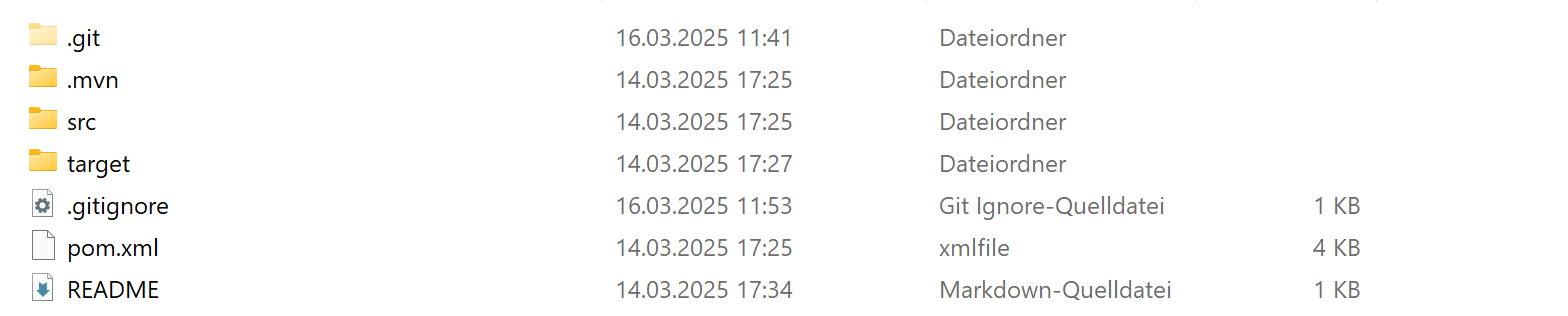 .git 16.03.2025 11:41 Dateiordner
.mvn 14.03.2025 17:25 Dateiordner
src 14.03.2025 17:25 Dateiordner
target 14.03.2025 17:27 Dateiordner
.gitignore 16.03.2025 11:53 Git Ignore-Quelldatei 1 KB
pom.xml 14.03.2025 17:25 xmlfile 4 KB
README 14.03.2025 17:34 Markdown-Quelldatei 1 KB